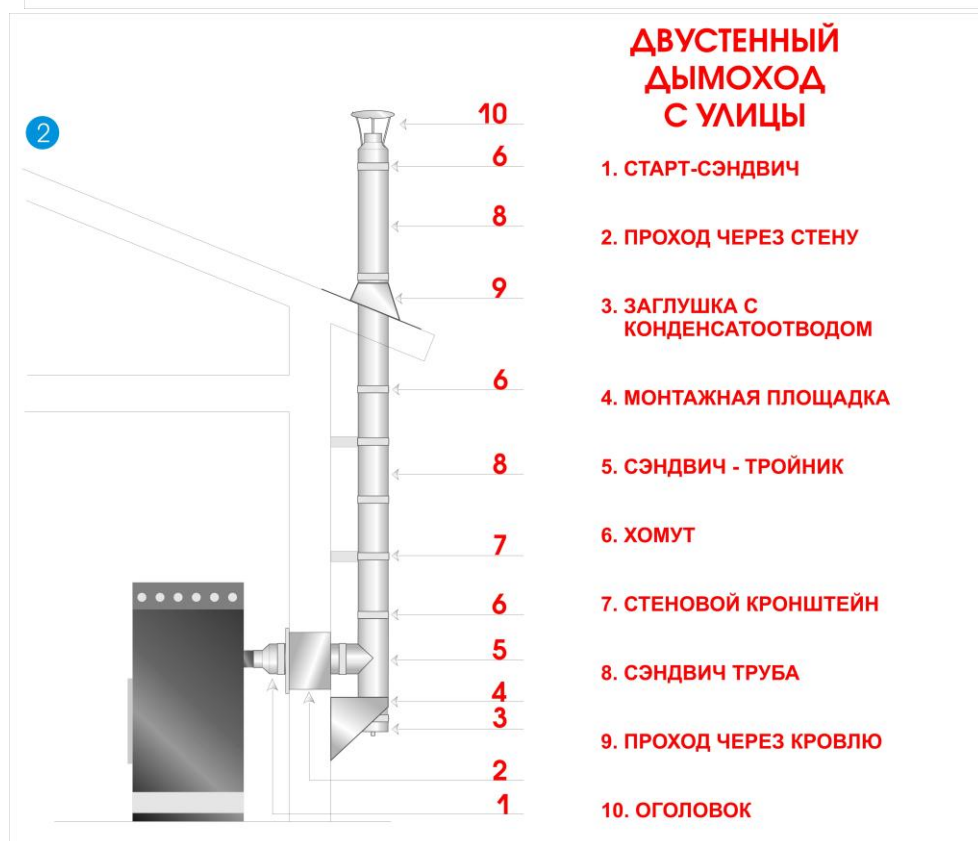 ДВУСТЕННЫЙ
ДЫМОХОД
С УЛИЦЫ
2
10
6
8
9
6
8
7
6
5
4
3
2
1
1. СТАРТ-СЭНДВИЧ
2. ПРОХОД ЧЕРЕЗ СТЕНУ
3. ЗАГЛУШКА С
КОНДЕНСАТООТВОДОМ
4. МОНТАЖНАЯ ПЛОЩАДКА
5. СЭНДВИЧ - ТРОЙНИК
6. ХОМУТ
7. СТЕНОВОЙ КРОНШТЕЙН
8. СЭНДВИЧ ТРУБА
9. ПРОХОД ЧЕРЕЗ КРОВЛЮ
10. ОГОЛОВОК